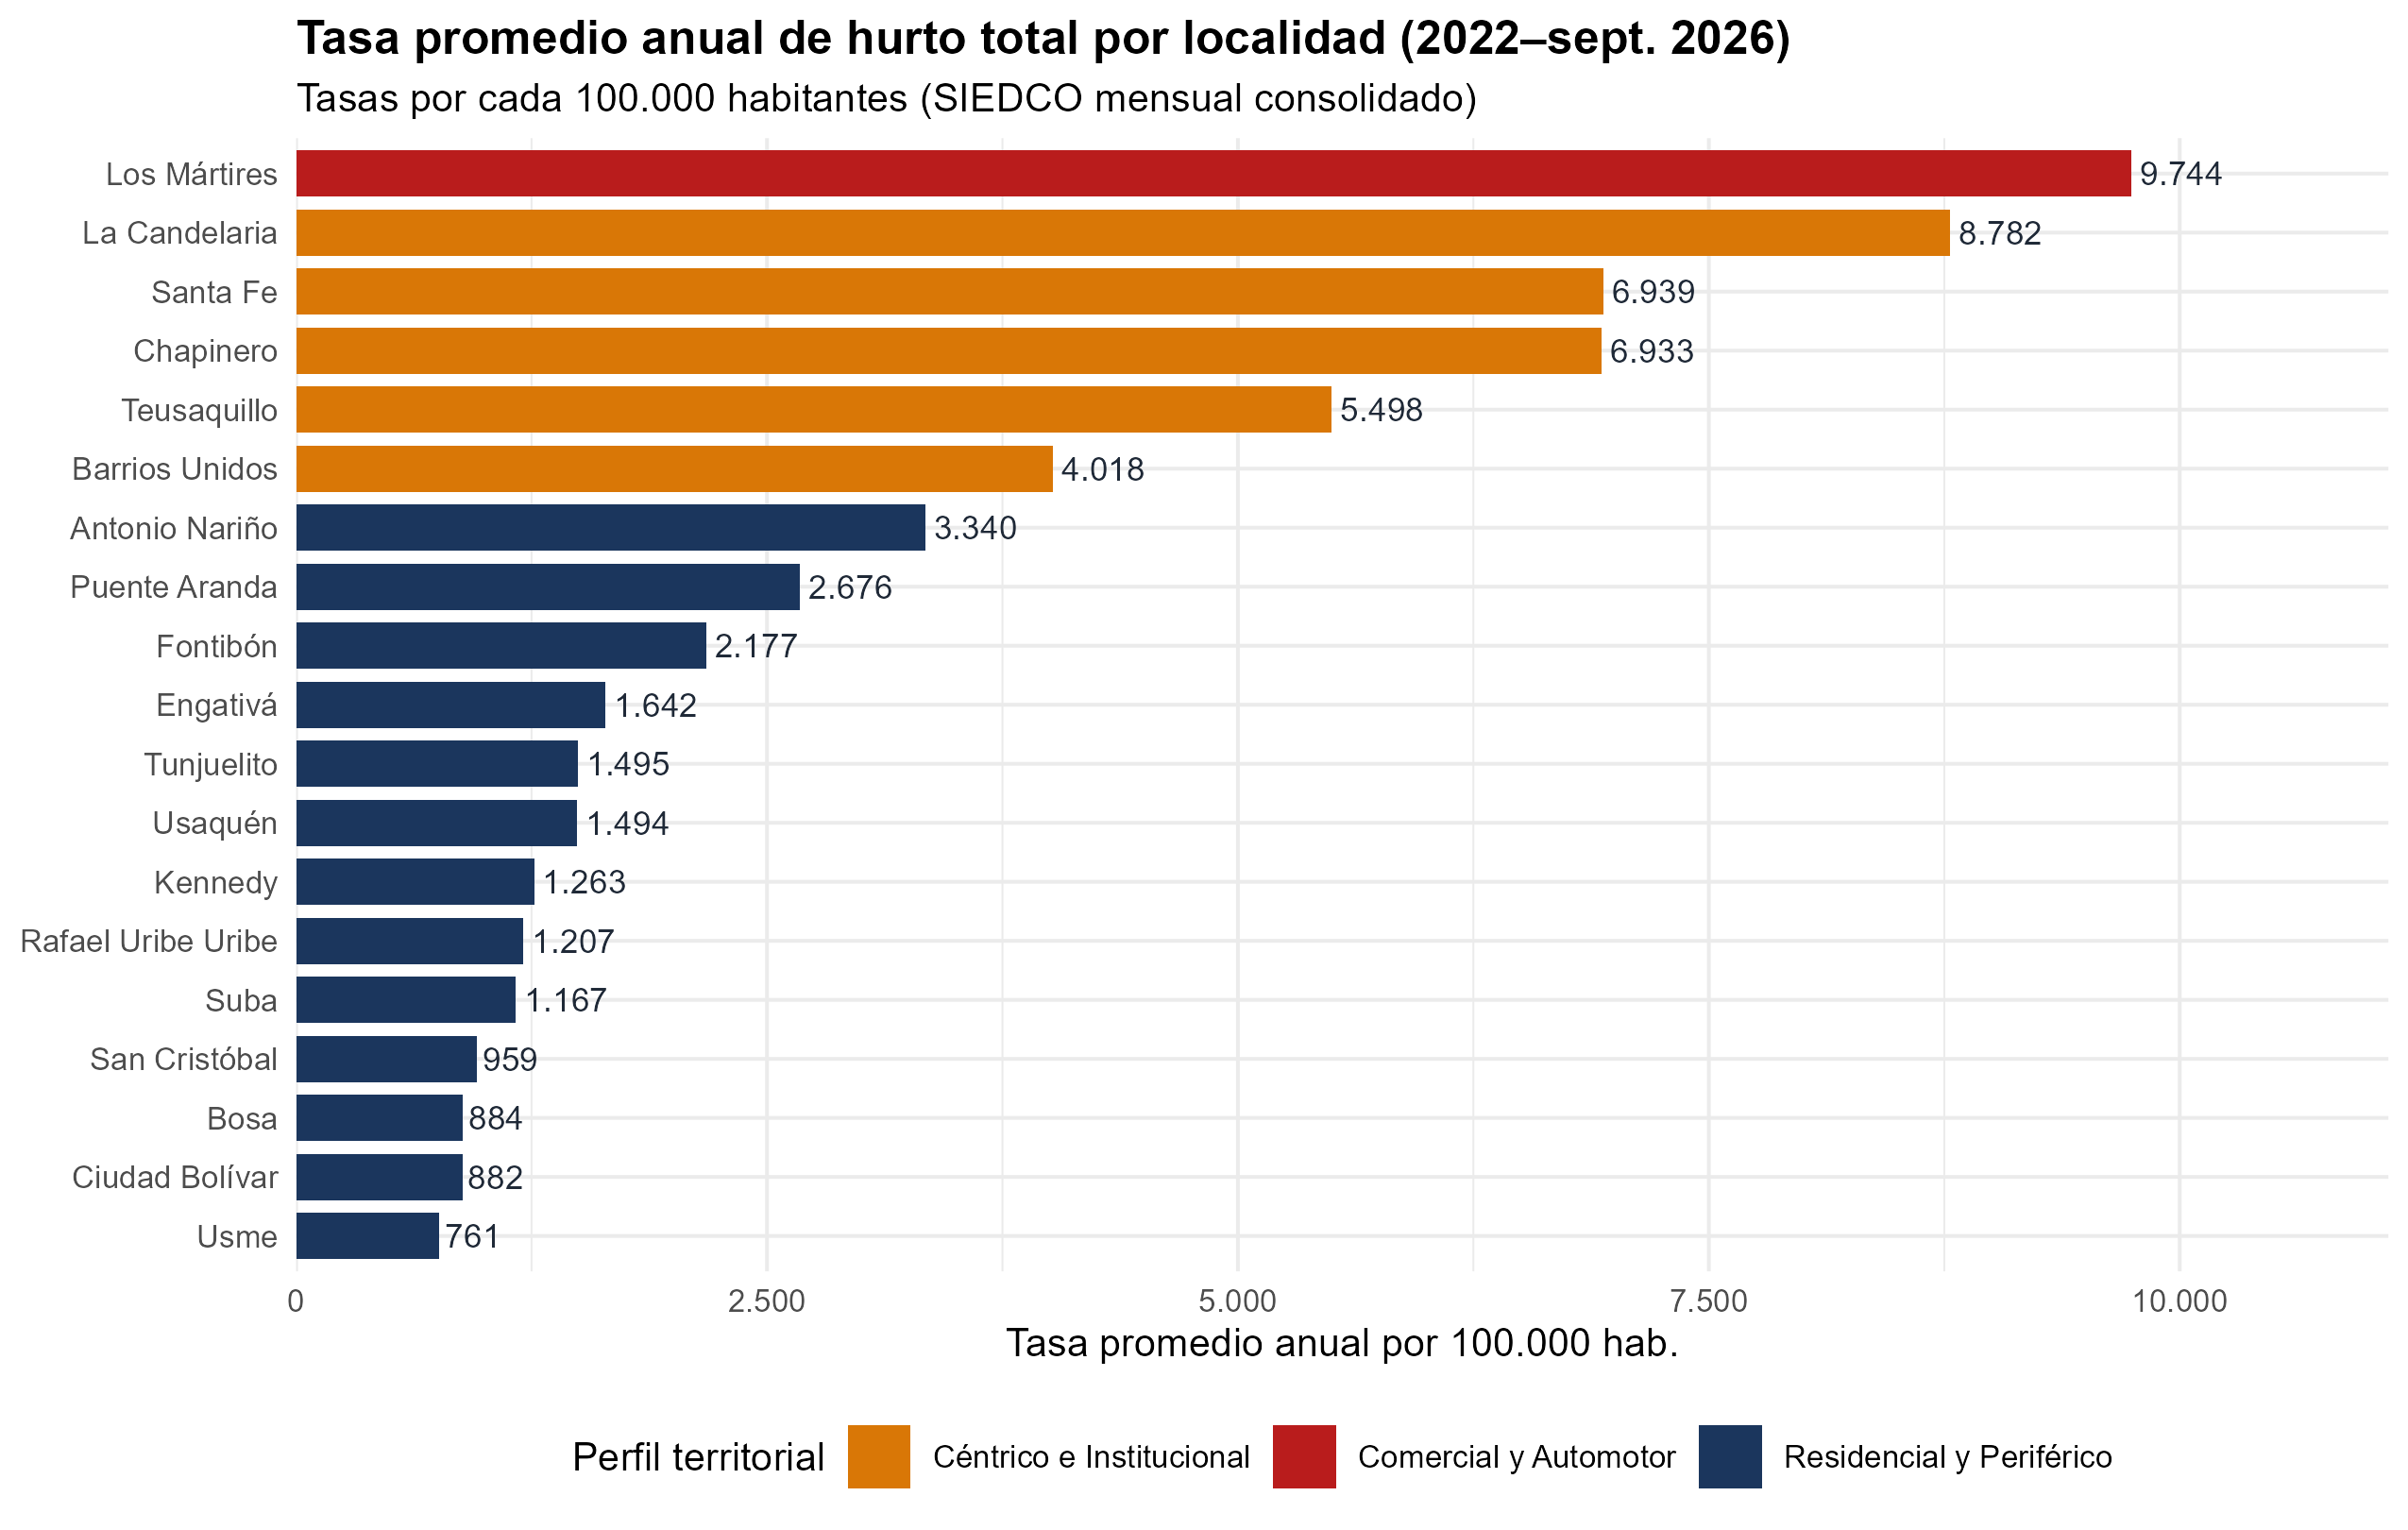 Tasa promedio anual de hurto total por localidad (2022–sept. 2026)
Tasas por cada 100.000 habitantes (SIEDCO mensual consolidado)
Los Mártires 9.744
La Candelaria 8.782
Santa Fe 6.939
Chapinero 6.933
Teusaquillo 5.498
Barrios Unidos 4.018
Antonio Nariño 3.340
Puente Aranda 2.676
Fontibón 2.177
Engativá 1.642
Tunjuelito 1.495
Usaquén 1.494
Kennedy 1.263
Rafael Uribe Uribe 1.207
Suba 1.167
San Cristóbal 959
Bosa 884
Ciudad Bolívar 882
Usme 761
0 2.500 5.000 7.500 10.000
Tasa promedio anual por 100.000 hab.
Perfil territorial Céntrico e Institucional Comercial y Automotor Residencial y Periférico